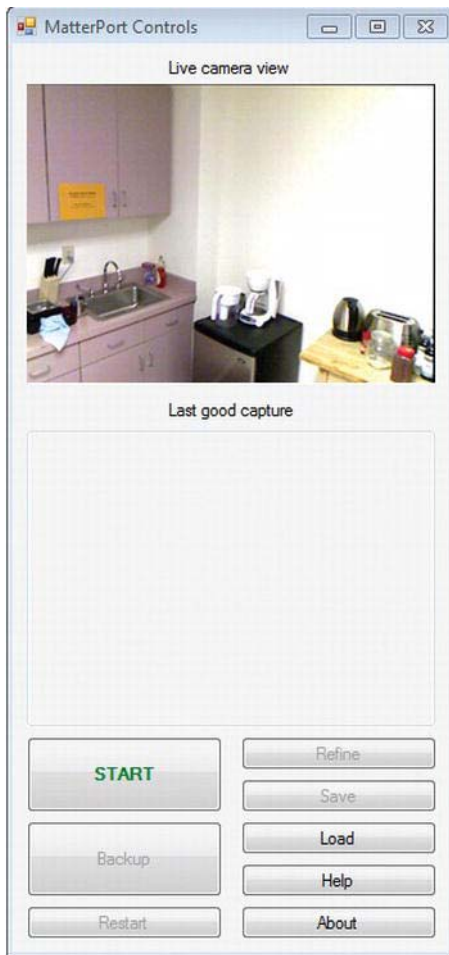 MatterPort Controls
Live camera view
Last good capture
START
Refine
Save
Backup
Load
Help
Restart
About